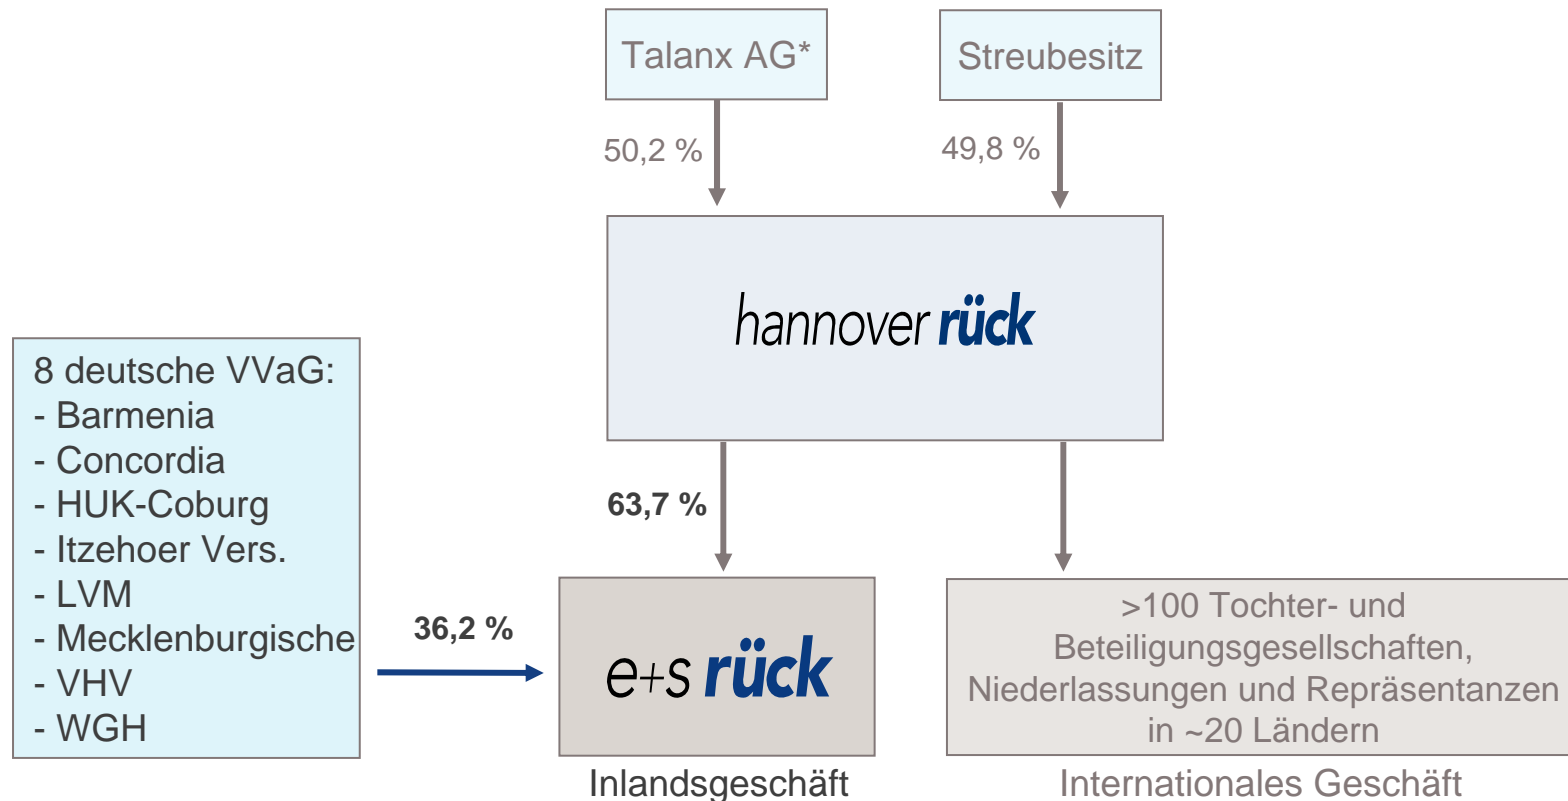 Talanx AG*
Streubesitz
50,2 %
49,8 %
hannover rück
8 deutsche VVaG:
- Barmenia
- Concordia
- HUK-Coburg
- Itzehoer Vers.
- LVM
- Mecklenburgische
- VHV
- WGH
63,7 %
36,2 %
e+s rück
>100 Tochter- und
Beteiligungsgesellschaften,
Niederlassungen und Repräsentanzen
in ~20 Ländern
Inlandsgeschäft
Internationales Geschäft